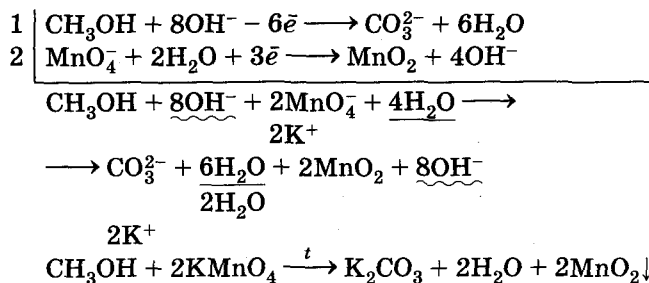 1 CH₃OH + 8OH⁻ − 6ē ⟶ CO₃²⁻ + 6H₂O
2 MnO₄⁻ + 2H₂O + 3ē ⟶ MnO₂ + 4OH⁻
CH₃OH + 8OH⁻ + 2MnO₄⁻ + 4H₂O ⟶
2K⁺
⟶ CO₃²⁻ + 6H₂O + 2MnO₂ + 8OH⁻
2H₂O
2K⁺
CH₃OH + 2KMnO₄ —t→ K₂CO₃ + 2H₂O + 2MnO₂↓